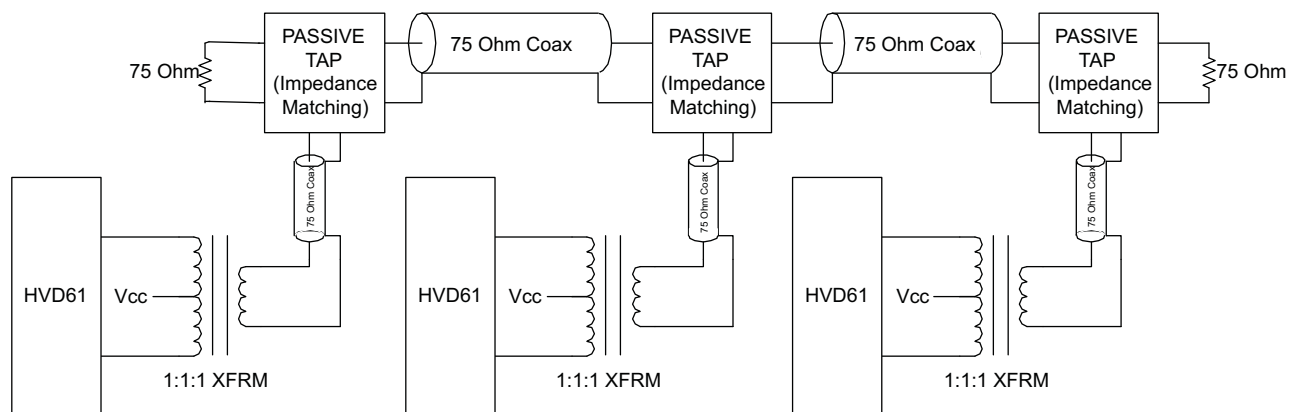 75 Ohm
PASSIVE
TAP
(Impedance
Matching)
75 Ohm Coax
PASSIVE
TAP
(Impedance
Matching)
75 Ohm Coax
PASSIVE
TAP
(Impedance
Matching)
75 Ohm
75 Ohm Coax
75 Ohm Coax
75 Ohm Coax
HVD61
Vcc
1:1:1 XFRM
HVD61
Vcc
1:1:1 XFRM
HVD61
Vcc
1:1:1 XFRM